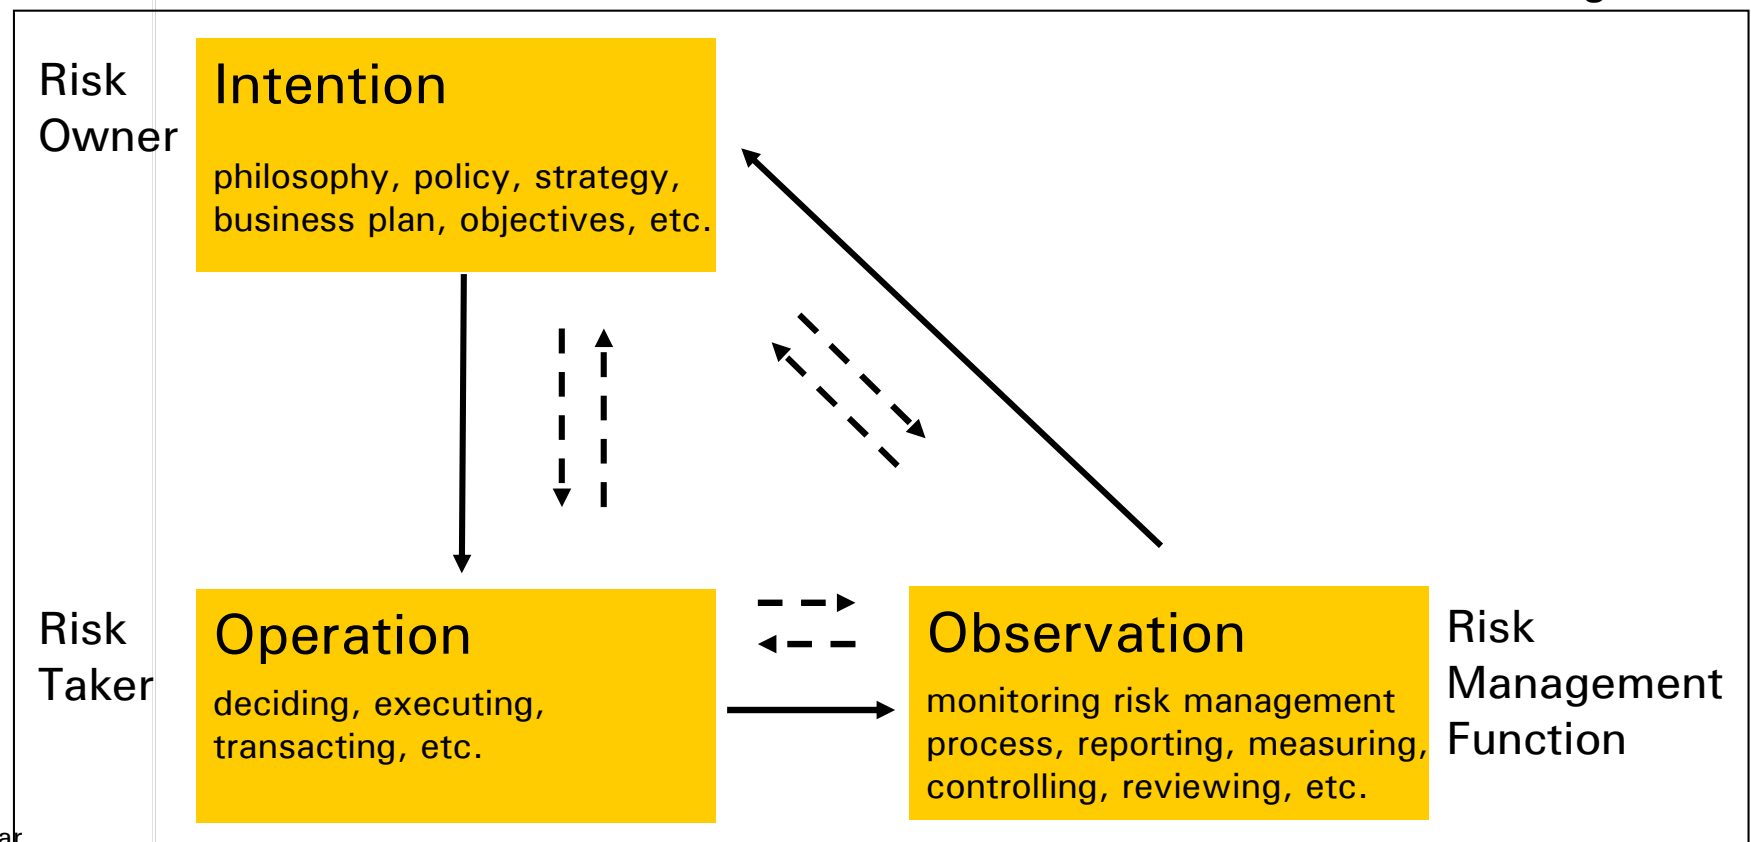 Risk
Owner
Intention
philosophy, policy, strategy,
business plan, objectives, etc.
Risk
Taker
Operation
deciding, executing,
transacting, etc.
Observation
monitoring risk management
process, reporting, measuring,
controlling, reviewing, etc.
Risk
Management
Function